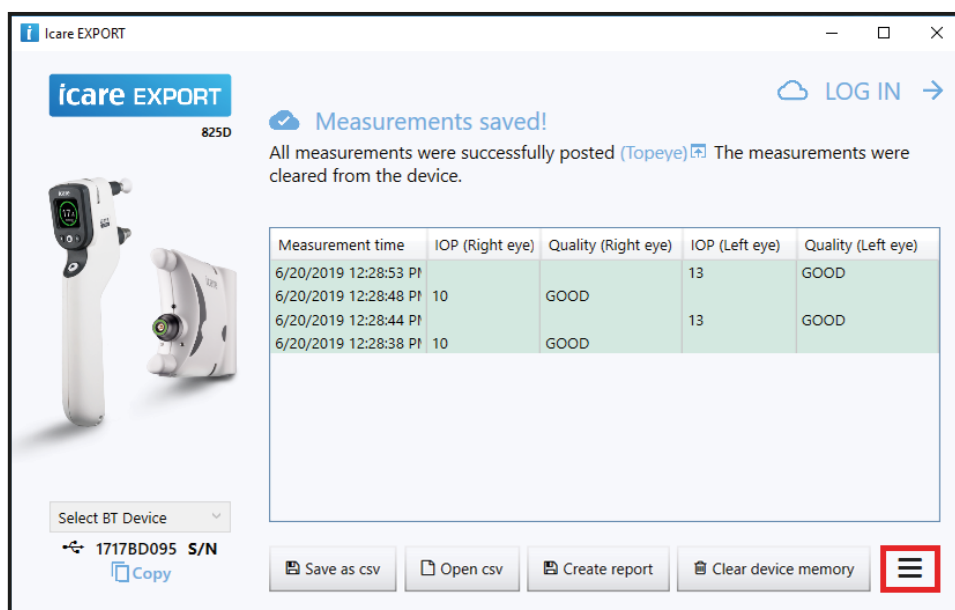 Icare EXPORT
icare EXPORT
825D
LOG IN
Measurements saved!
All measurements were successfully posted (Topeye) The measurements were
cleared from the device.
Measurement time IOP (Right eye) Quality (Right eye) IOP (Left eye) Quality (Left eye)
6/20/2019 12:28:53 PM 13 GOOD
6/20/2019 12:28:48 PM 10 GOOD
6/20/2019 12:28:44 PM 13 GOOD
6/20/2019 12:28:38 PM 10 GOOD
Select BT Device
1717BD095 S/N
Copy
Save as csv Open csv Create report Clear device memory